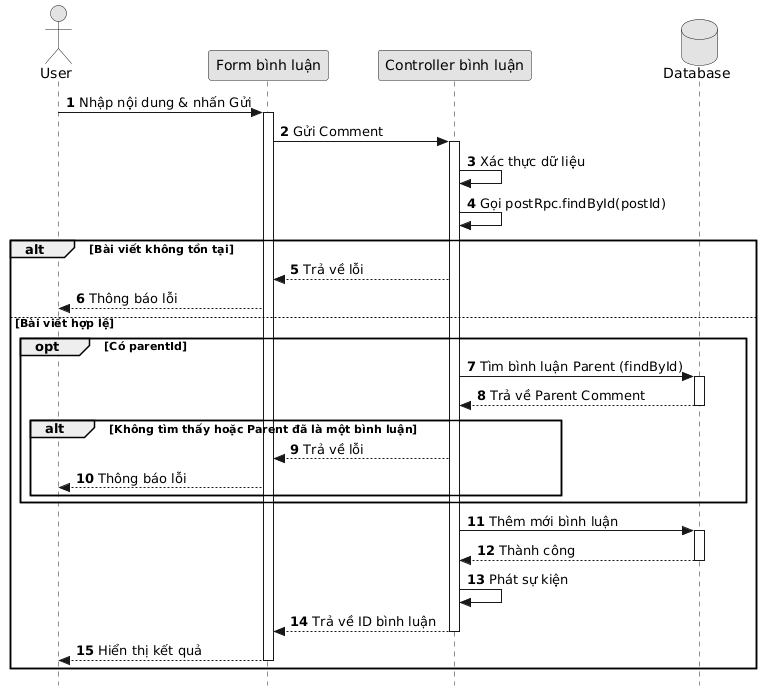 User
Form bình luận
Controller bình luận
Database
1 Nhập nội dung & nhấn Gửi
2 Gửi Comment
3 Xác thực dữ liệu
4 Gọi postRpc.findById(postId)
alt [Bài viết không tồn tại]
5 Trả về lỗi
6 Thông báo lỗi
[Bài viết hợp lệ]
opt [Có parentId]
7 Tìm bình luận Parent (findById)
8 Trả về Parent Comment
alt [Không tìm thấy hoặc Parent đã là một bình luận]
9 Trả về lỗi
10 Thông báo lỗi
11 Thêm mới bình luận
12 Thành công
13 Phát sự kiện
14 Trả về ID bình luận
15 Hiển thị kết quả